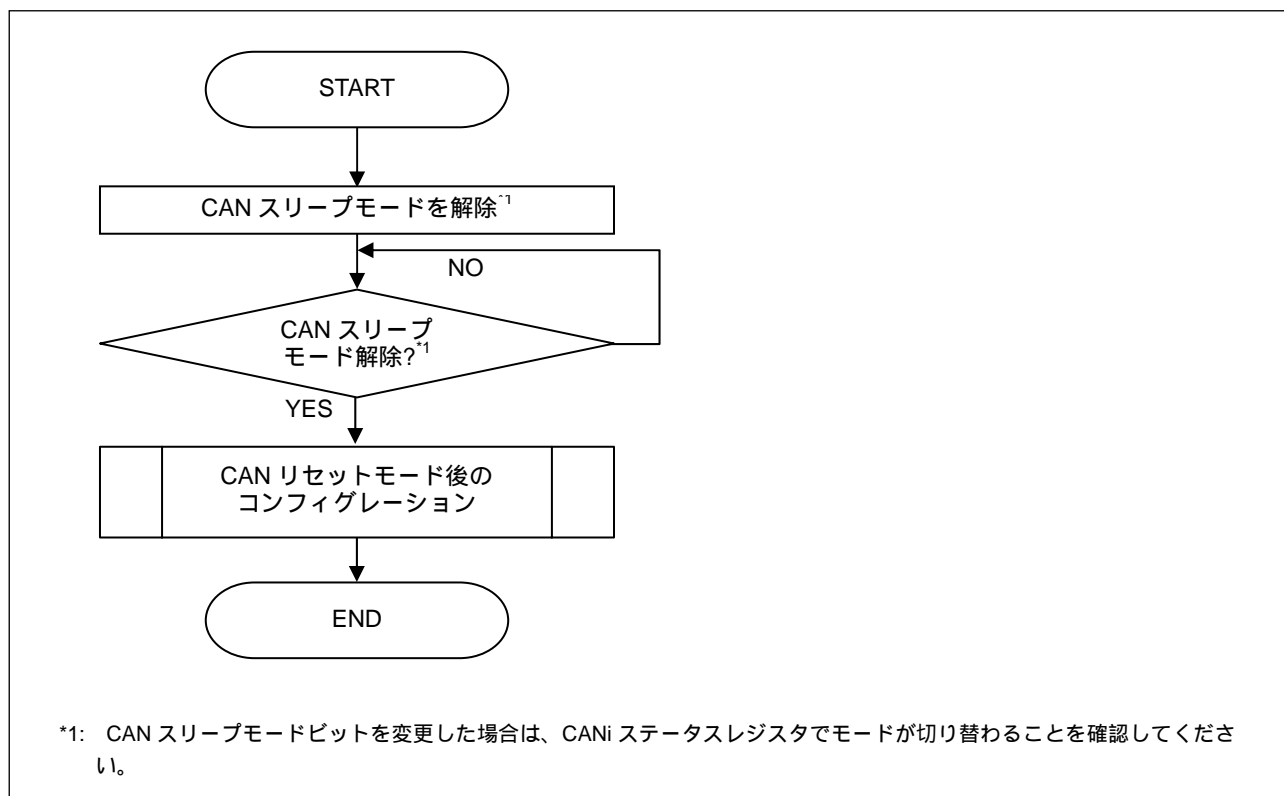 START
CAN スリープモードを解除*1
NO
CAN スリープ
モード解除?*1
YES
CAN リセットモード後の
コンフィグレーション
END
*1: CAN スリープモードビットを変更した場合は、CANi ステータスレジスタでモードが切り替わることを確認してくださ
い。